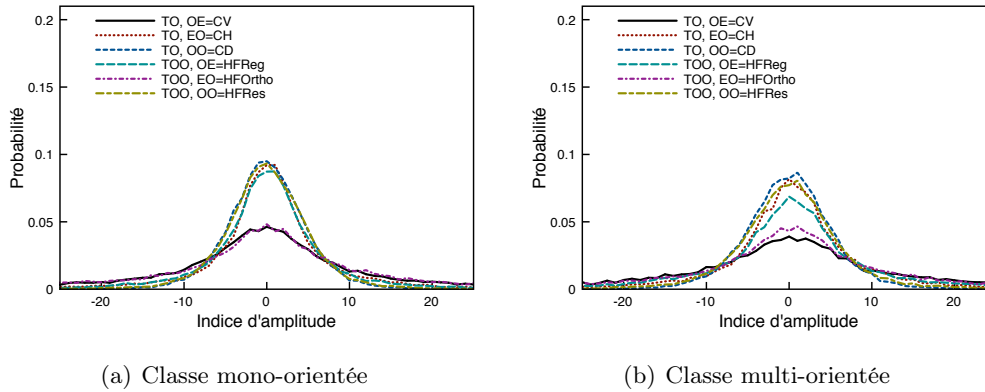 0.2
0.15
0.1
0.05
0
Probabilité
TO, OE=CV
TO, EO=CH
TO, OO=CD
TOO, OE=HFReg
TOO, EO=HFOrtho
TOO, OO=HFRes
-20 -10 0 10 20
Indice d'amplitude
(a) Classe mono-orientée
0.2
0.15
0.1
0.05
0
Probabilité
TO, OE=CV
TO, EO=CH
TO, OO=CD
TOO, OE=HFReg
TOO, EO=HFOrtho
TOO, OO=HFRes
-20 -10 0 10 20
Indice d'amplitude
(b) Classe multi-orientée